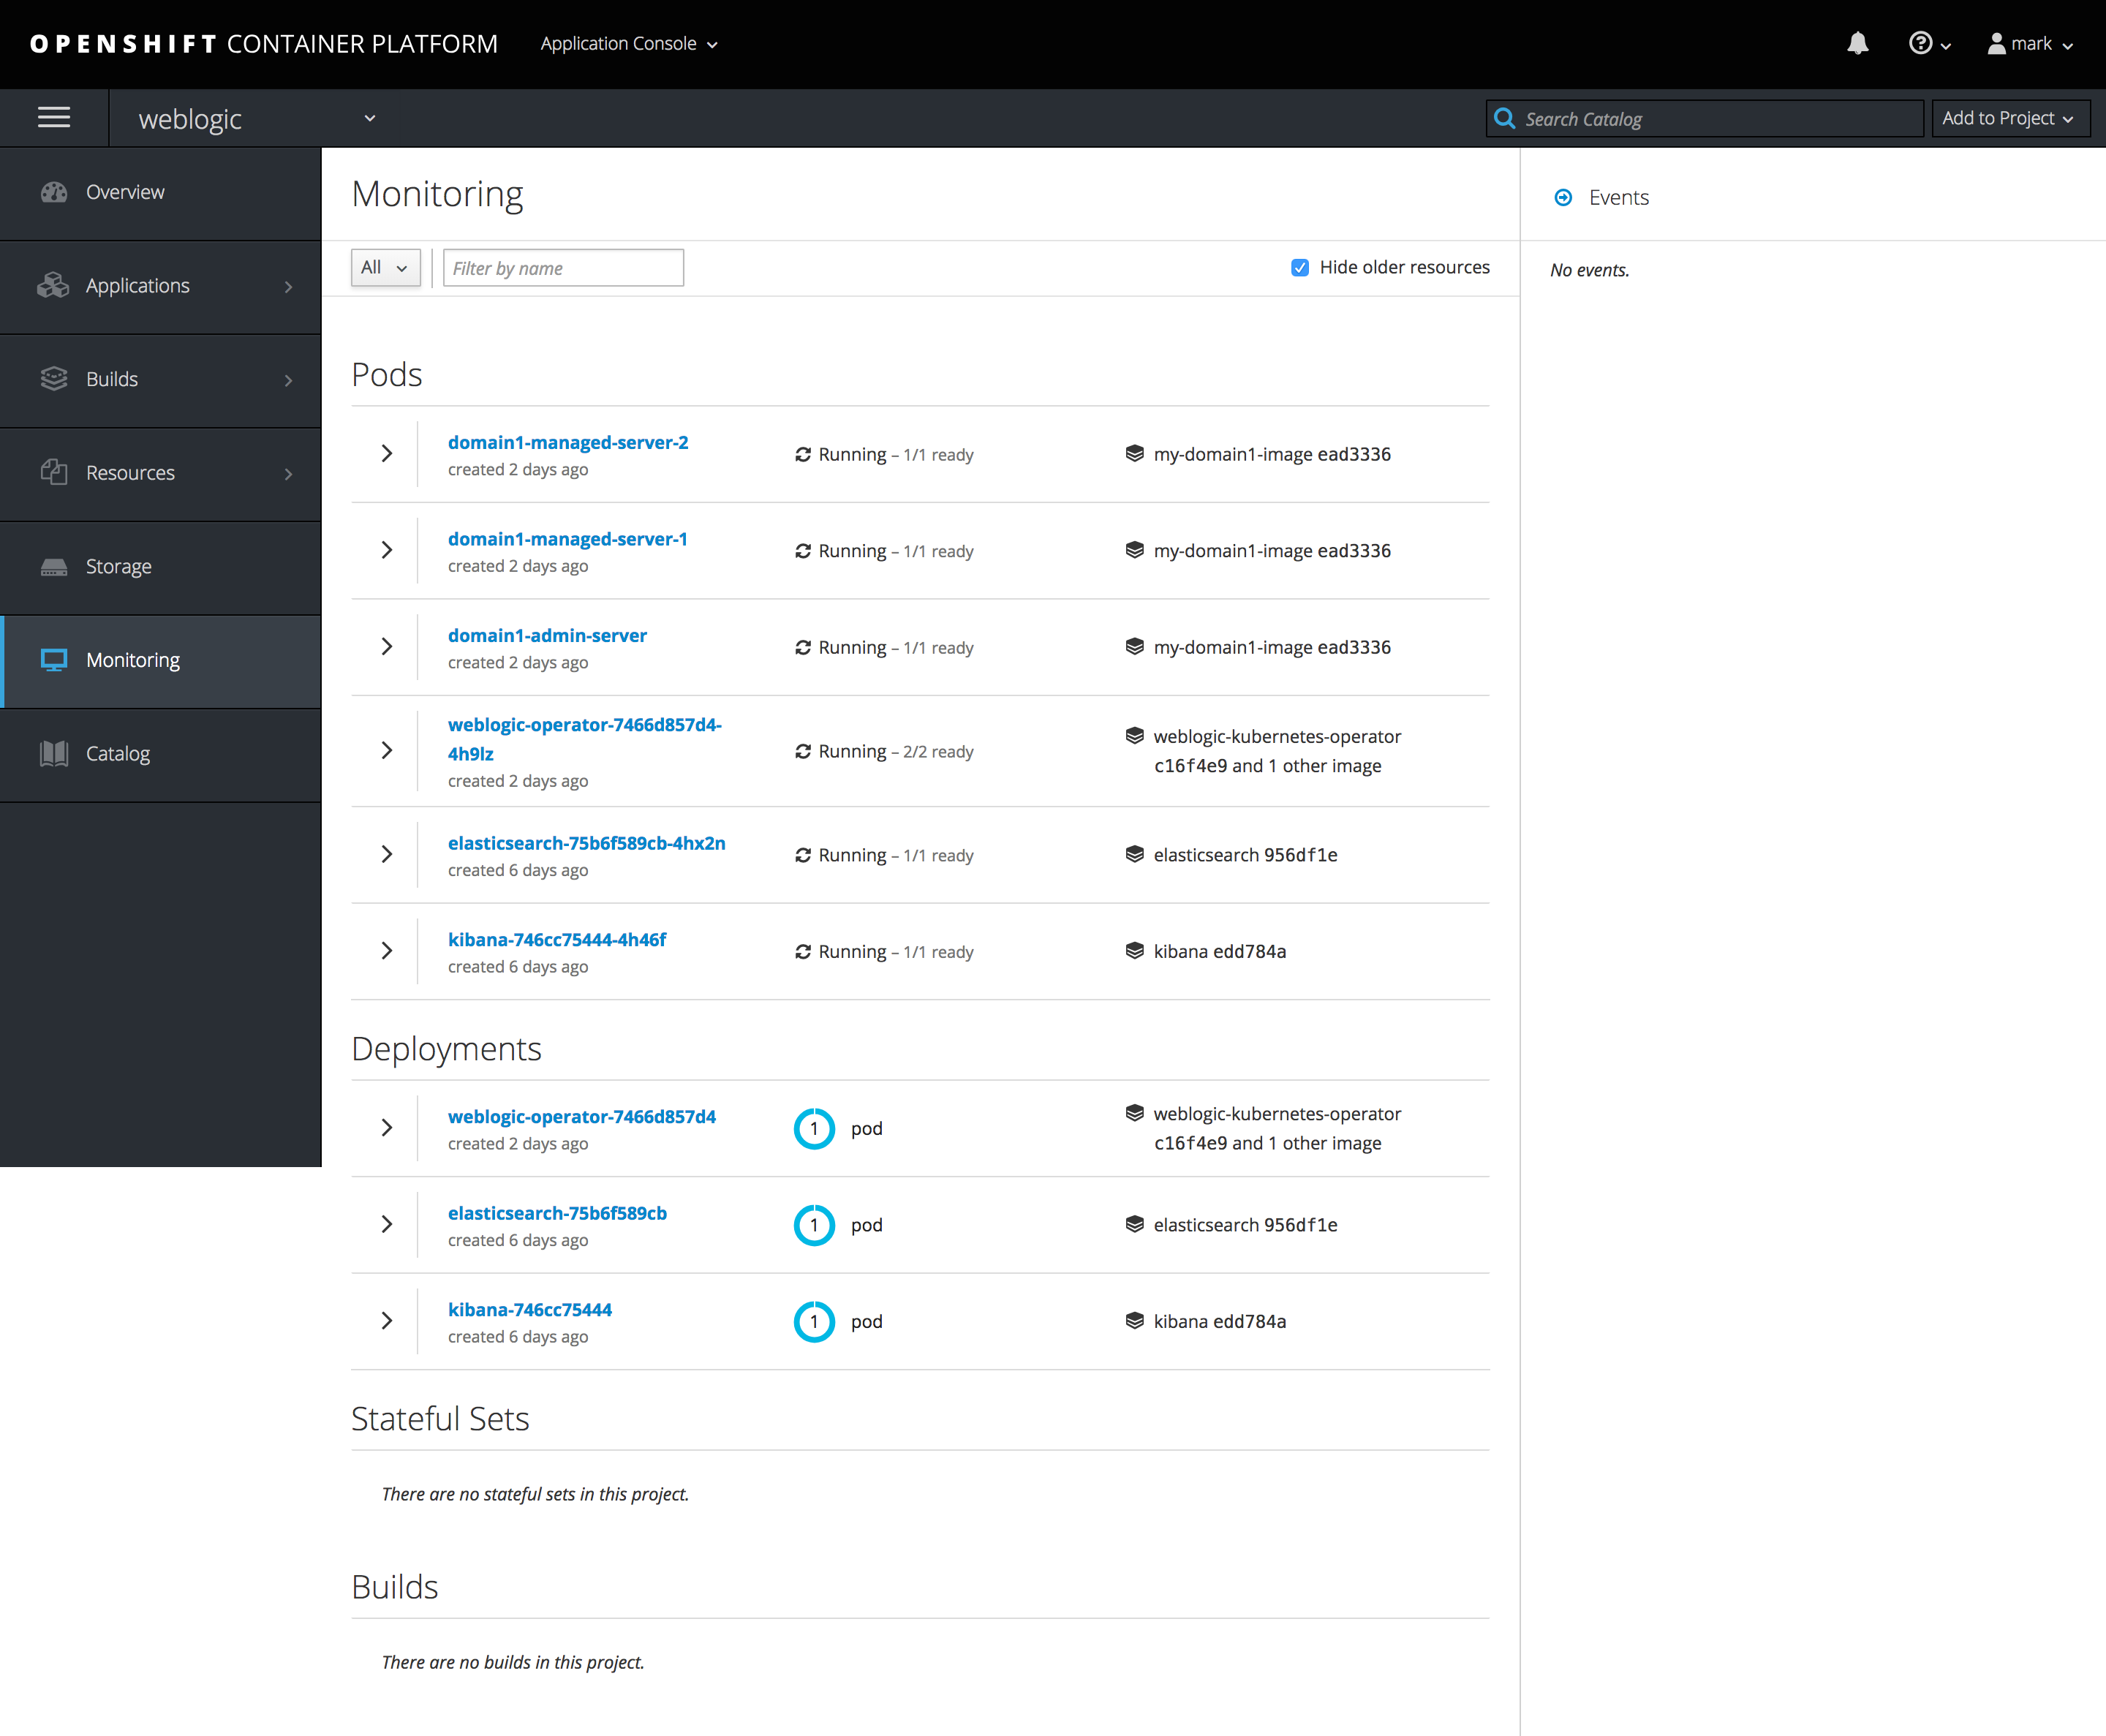 OPENSHIFT CONTAINER PLATFORM
Application Console
mark
weblogic
Search Catalog
Add to Project
Overview
Applications
Builds
Resources
Storage
Monitoring
Catalog
Monitoring
All
Filter by name
Hide older resources
Pods
domain1-managed-server-2
created 2 days ago
Running – 1/1 ready
my-domain1-image ead3336
domain1-managed-server-1
created 2 days ago
Running – 1/1 ready
my-domain1-image ead3336
domain1-admin-server
created 2 days ago
Running – 1/1 ready
my-domain1-image ead3336
weblogic-operator-7466d857d4-
4h9lz
created 2 days ago
Running – 2/2 ready
weblogic-kubernetes-operator
c16f4e9 and 1 other image
elasticsearch-75b6f589cb-4hx2n
created 6 days ago
Running – 1/1 ready
elasticsearch 956df1e
kibana-746cc75444-4h46f
created 6 days ago
Running – 1/1 ready
kibana edd784a
Deployments
weblogic-operator-7466d857d4
created 2 days ago
1 pod
weblogic-kubernetes-operator
c16f4e9 and 1 other image
elasticsearch-75b6f589cb
created 6 days ago
1 pod
elasticsearch 956df1e
kibana-746cc75444
created 6 days ago
1 pod
kibana edd784a
Stateful Sets
There are no stateful sets in this project.
Builds
There are no builds in this project.
Events
No events.